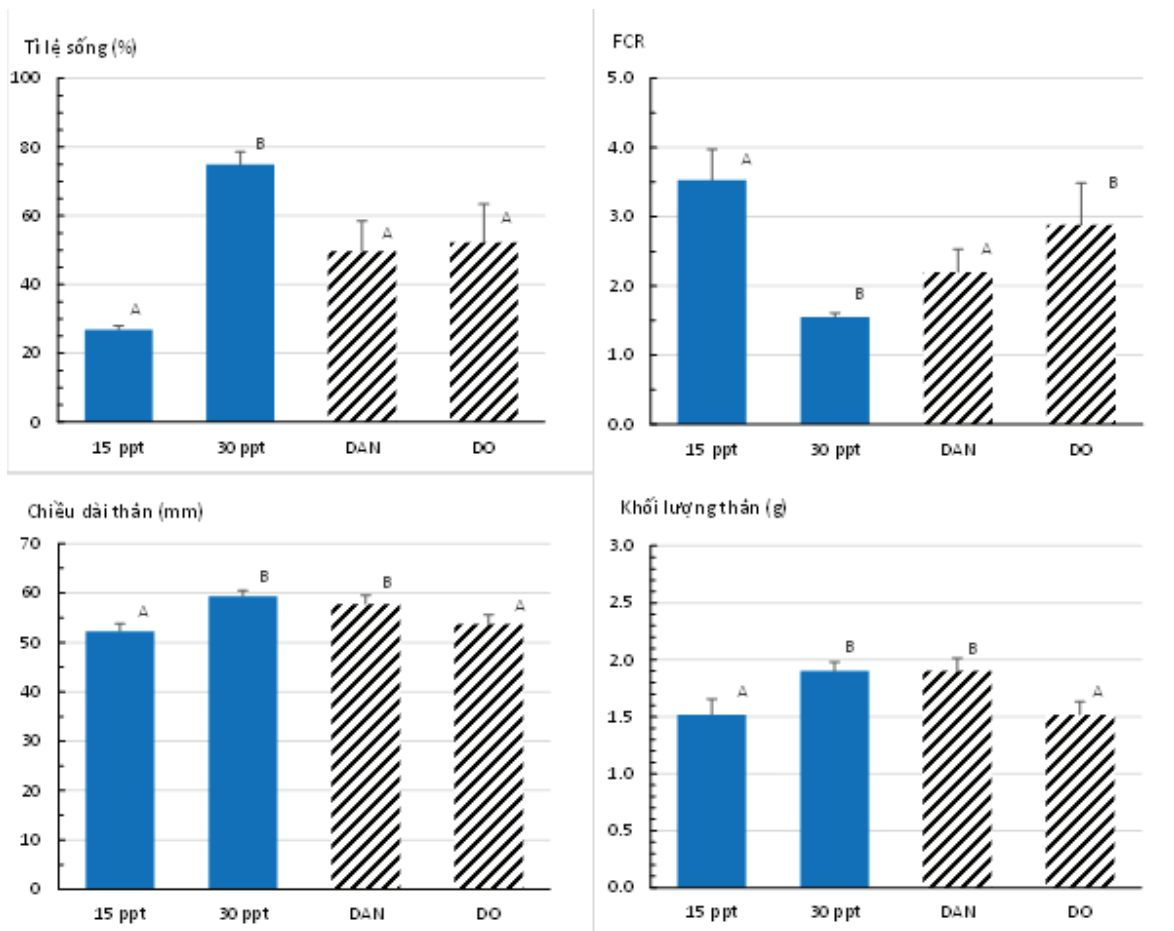 Tỉ lệ sống (%)
100
80
60
40
20
0
A
B
A
A
15 ppt 30 ppt DAN DO
FCR
5.0
4.0
3.0
2.0
1.0
0.0
A
B
A
B
15 ppt 30 ppt DAN DO
Chiều dài thân (mm)
70
60
50
40
30
20
10
0
A
B
B
A
15 ppt 30 ppt DAN DO
Khối lượng thân (g)
3.0
2.5
2.0
1.5
1.0
0.5
0.0
A
B
B
A
15 ppt 30 ppt DAN DO